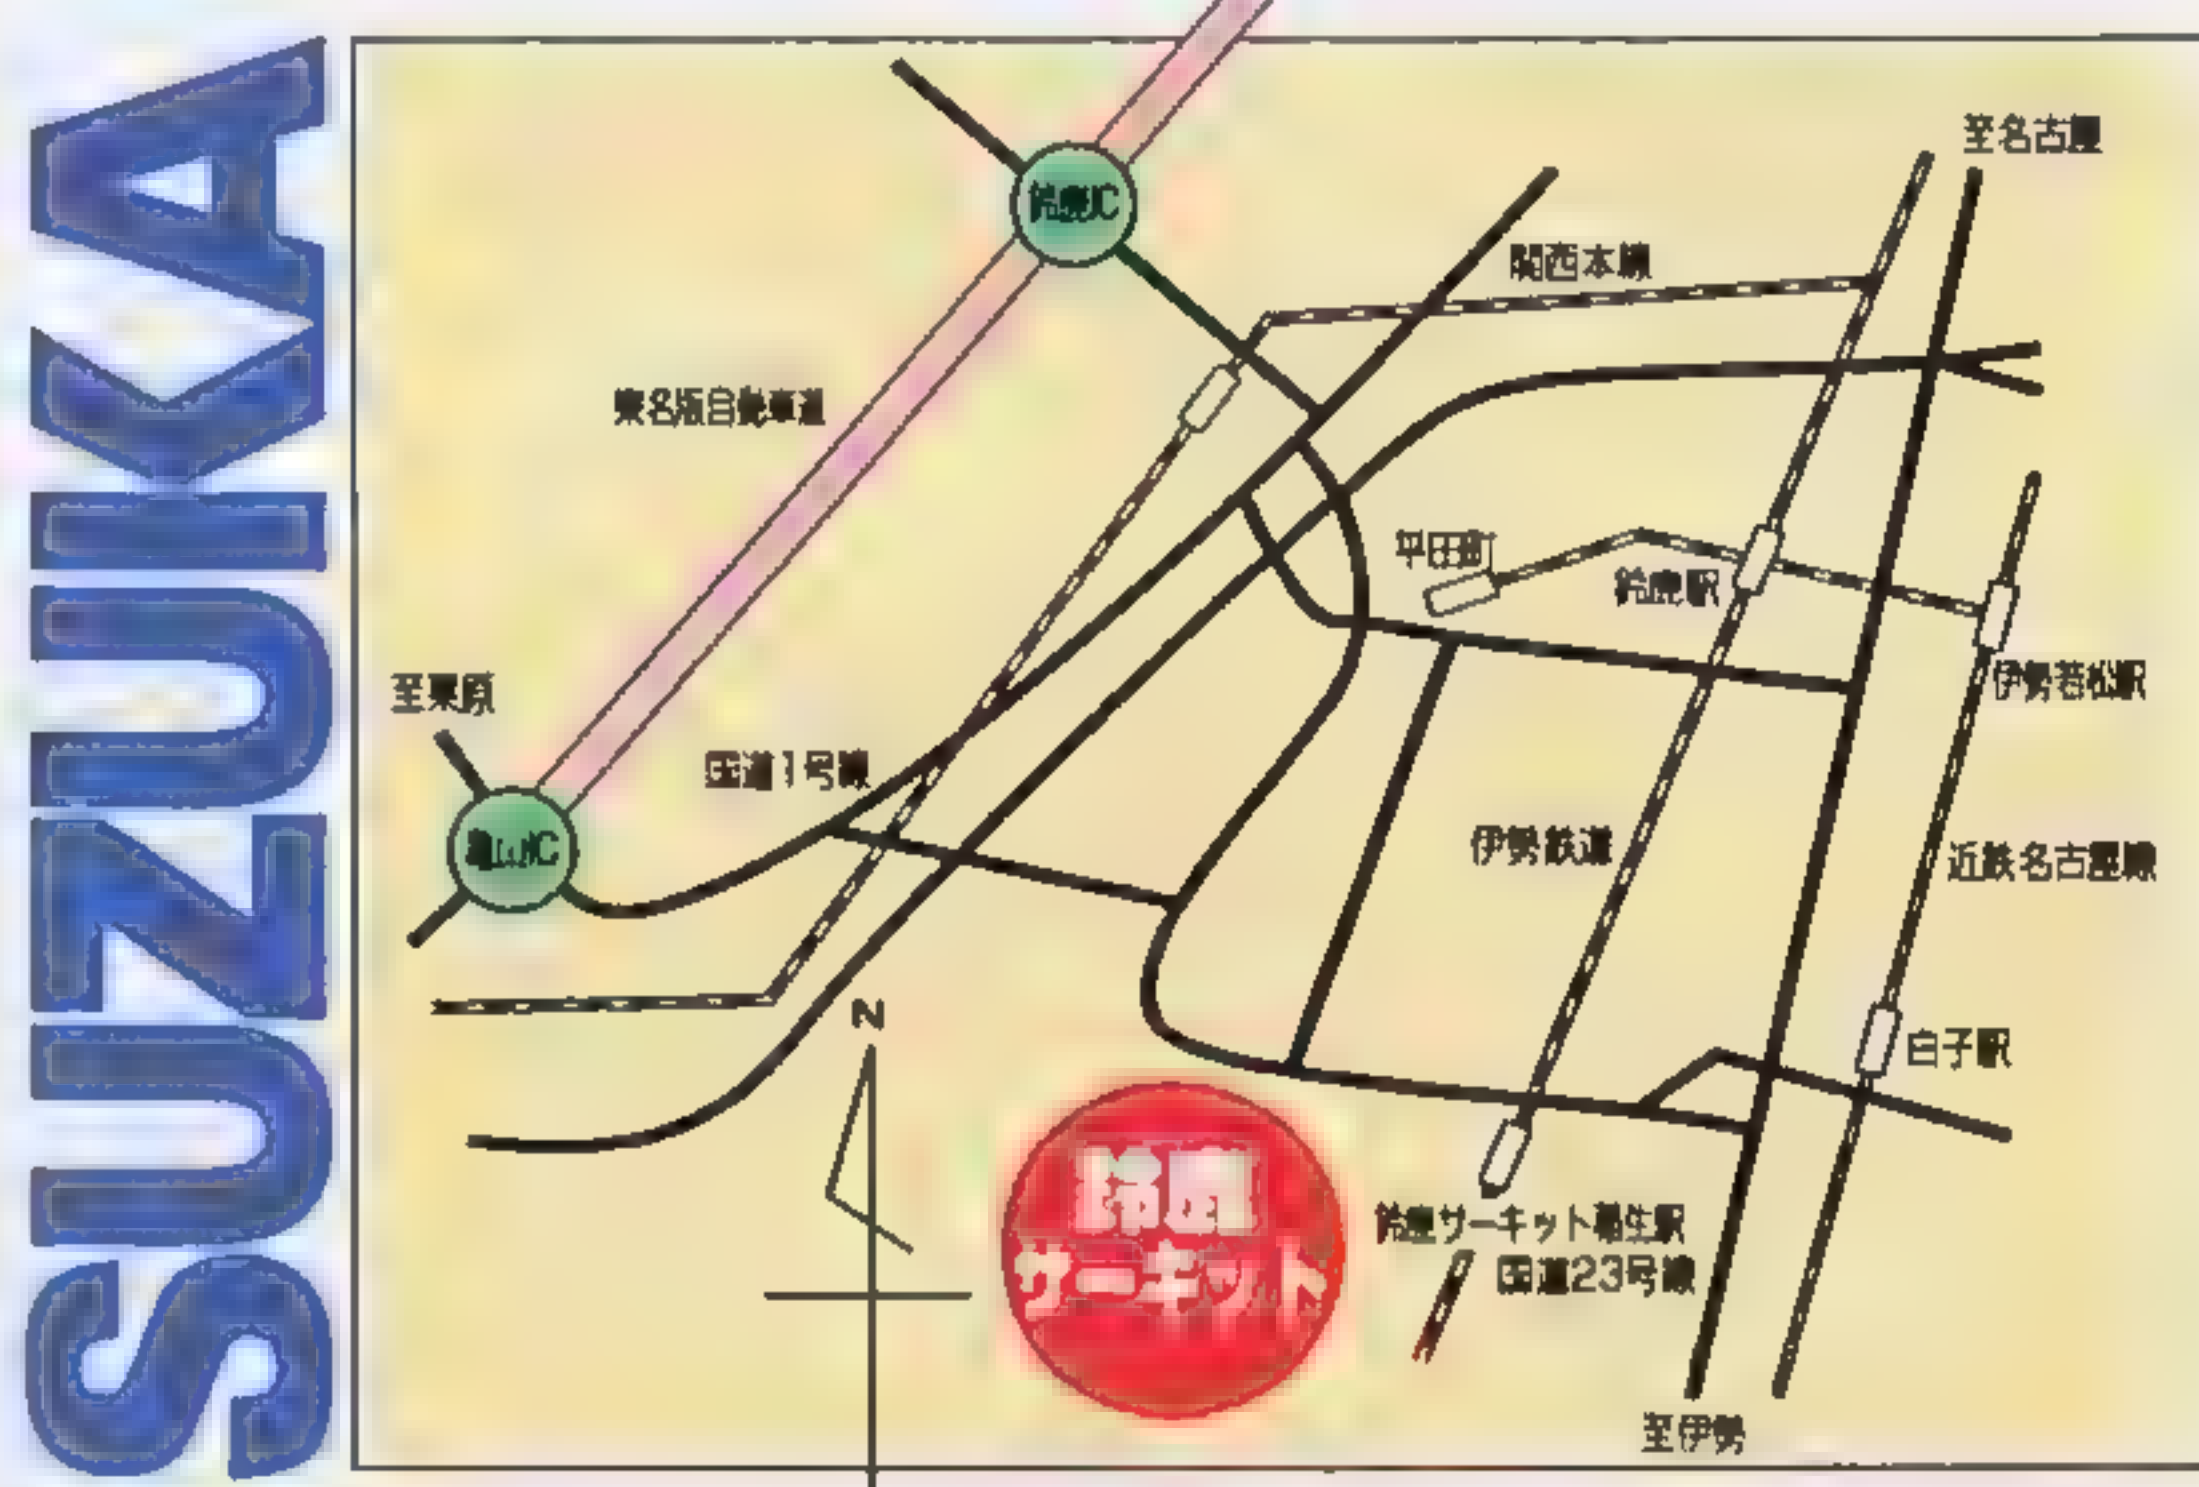 SUZUKA
鈴鹿IC
至名古屋
関西本線
東名阪自動車道
平田町
鈴鹿駅
至栗原
伊勢若松駅
国道1号線
亀山IC
伊勢鉄道
近鉄名古屋線
N
白子駅
鈴鹿
サーキット
鈴鹿サーキット稲生駅
国道23号線
至伊勢